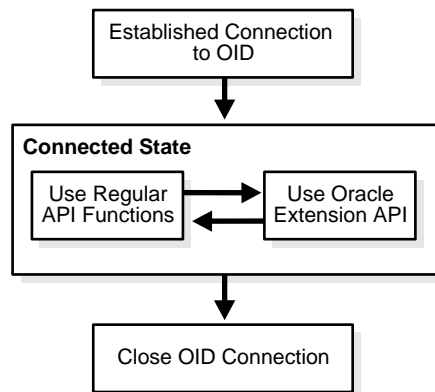 Established Connection
to OID
Connected State
Use Regular
API Functions
Use Oracle
Extension API
Close OID Connection